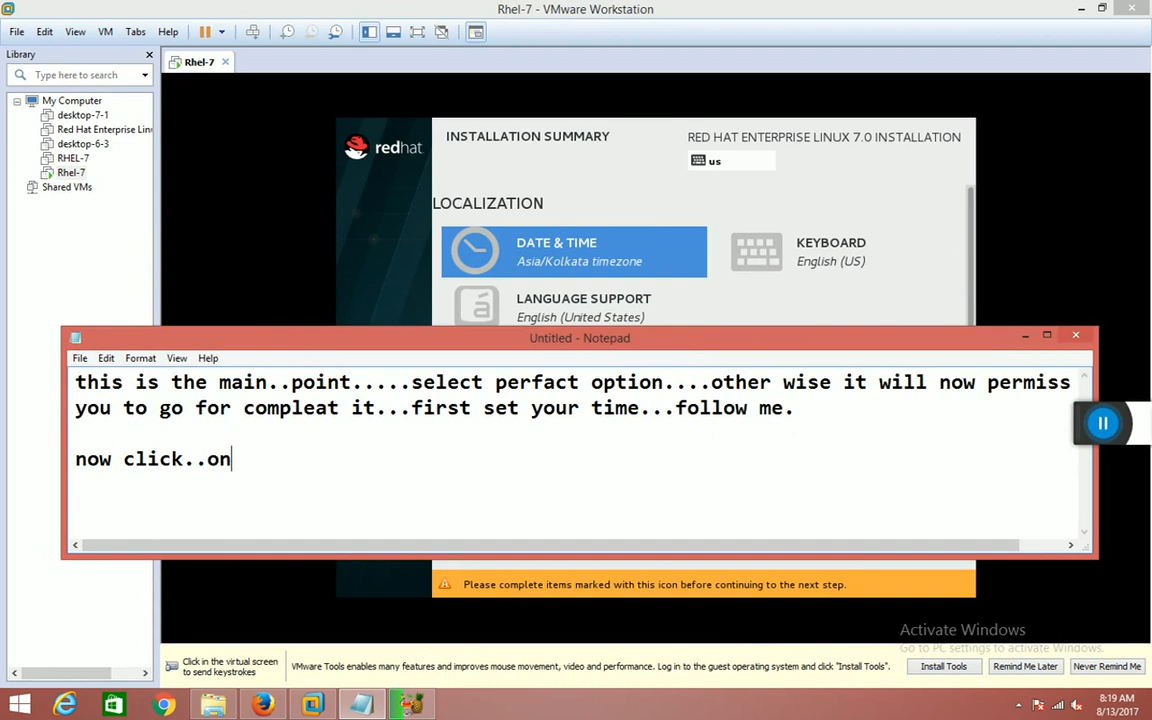 Rhel-7 - VMware Workstation
File Edit View VM Tabs Help
Library
Type here to search
My Computer
desktop-7-1
Red Hat Enterprise Linu
desktop-6-3
RHEL-7
Rhel-7
Shared VMs
Rhel-7
redhat
INSTALLATION SUMMARY
RED HAT ENTERPRISE LINUX 7.0 INSTALLATION
us
LOCALIZATION
DATE & TIME
Asia/Kolkata timezone
KEYBOARD
English (US)
LANGUAGE SUPPORT
English (United States)
Untitled - Notepad
File Edit Format View Help
this is the main..point.....select perfact option....other wise it will now permiss
you to go for compleat it...first set your time...follow me.
now click..on
Please complete items marked with this icon before continuing to the next step.
Activate Windows
Go to PC settings to activate Windows.
Click in the virtual screen
to send keystrokes
VMware Tools enables many features and improves mouse movement, video and performance. Log in to the guest operating system and click "Install Tools".
Install Tools
Remind Me Later
Never Remind Me
8:19 AM
8/13/2017